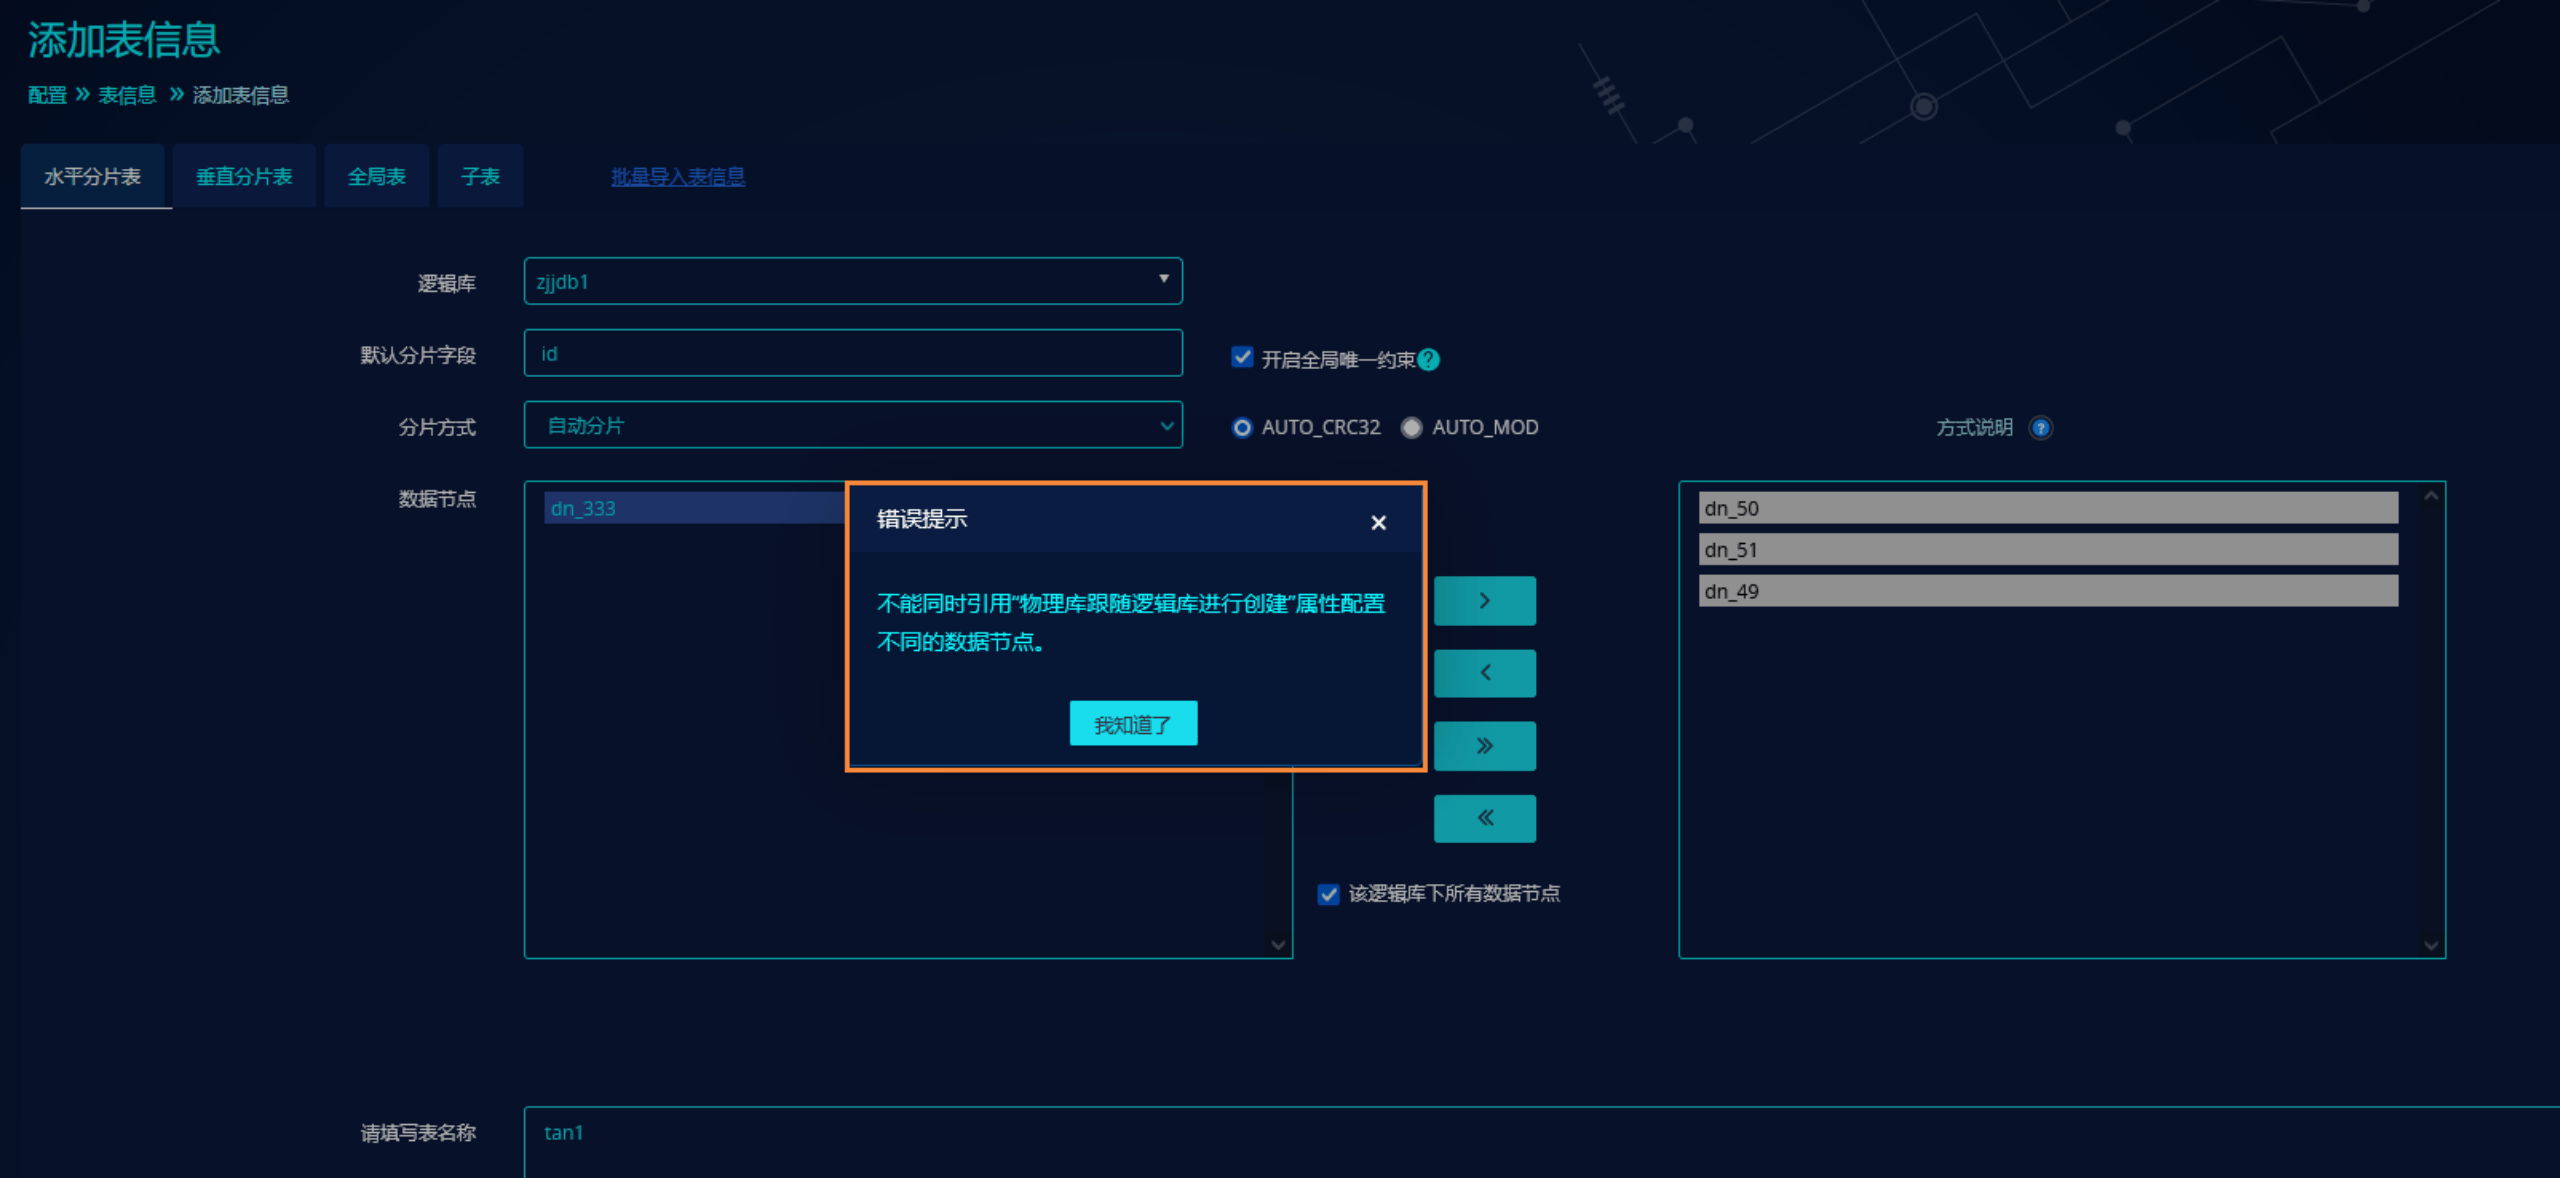 添加表信息
配置 » 表信息 » 添加表信息
水平分片表 垂直分片表 全局表 子表 批量导入表信息
逻辑库 zjjdb1
默认分片字段 id 开启全局唯一约束
分片方式 自动分片 AUTO_CRC32 AUTO_MOD 方式说明
数据节点 dn_333
错误提示
不能同时引用“物理库跟随逻辑库进行创建”属性配置
不同的数据节点。
我知道了
dn_50
dn_51
dn_49
该逻辑库下所有数据节点
请填写表名称 tan1